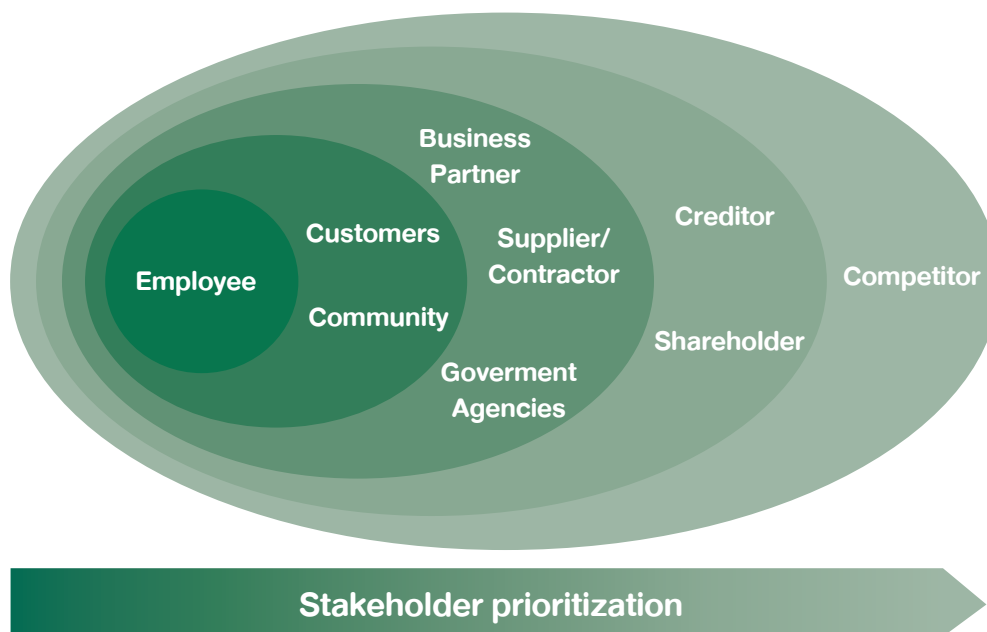 Employee
Customers
Community
Business
Partner
Supplier/
Contractor
Goverment
Agencies
Creditor
Shareholder
Competitor
Stakeholder prioritization